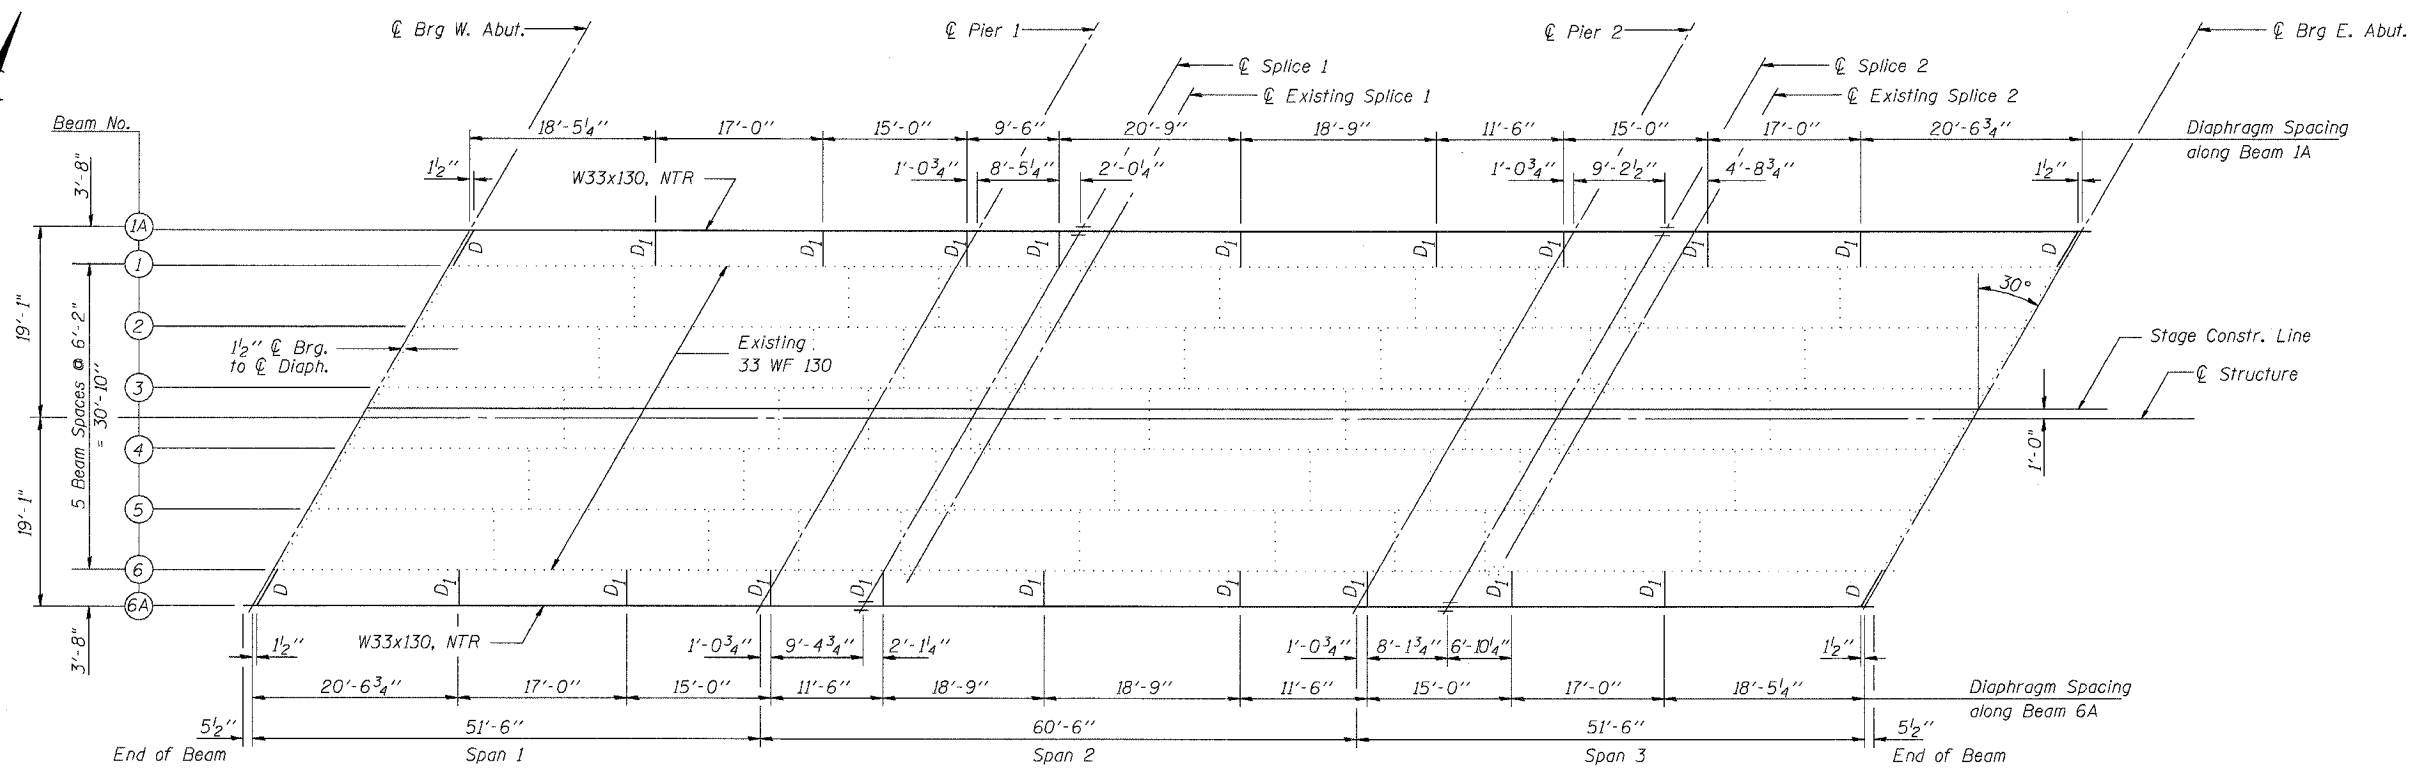 ℄ Brg W. Abut.
℄ Pier 1
℄ Pier 2
℄ Brg E. Abut.
℄ Splice 1
℄ Splice 2
℄ Existing Splice 1
℄ Existing Splice 2
Beam No.
18'-5¼"
17'-0"
15'-0"
9'-6"
20'-9"
18'-9"
11'-6"
15'-0"
17'-0"
20'-6¾"
Diaphragm Spacing
along Beam 1A
3'-8"
1½"
W33x130, NTR
1'-0¾"
8'-5¼"
2'-0¼"
1'-0¾"
9'-2½"
4'-8¾"
1½"
1A
D
D1
D1
D1
D1
D1
D1
D
1
30°
19'-1"
5 Beam Spaces @ 6'-2"
= 30'-10"
2
1½" ℄ Brg.
to ℄ Diaph.
Existing
33 WF 130
Stage Constr. Line
3
℄ Structure
4
1'-0"
19'-1"
5
6
D
D1
D1
D1
D1
D1
D
6A
3'-8"
1½"
W33x130, NTR
1'-0¾"
9'-4¾"
2'-1¼"
1'-0¾"
8'-1¾"
6'-10¼"
1½"
20'-6¾"
17'-0"
15'-0"
11'-6"
18'-9"
18'-9"
11'-6"
15'-0"
17'-0"
18'-5¼"
Diaphragm Spacing
along Beam 6A
5½"
51'-6"
60'-6"
51'-6"
5½"
End of Beam
Span 1
Span 2
Span 3
End of Beam